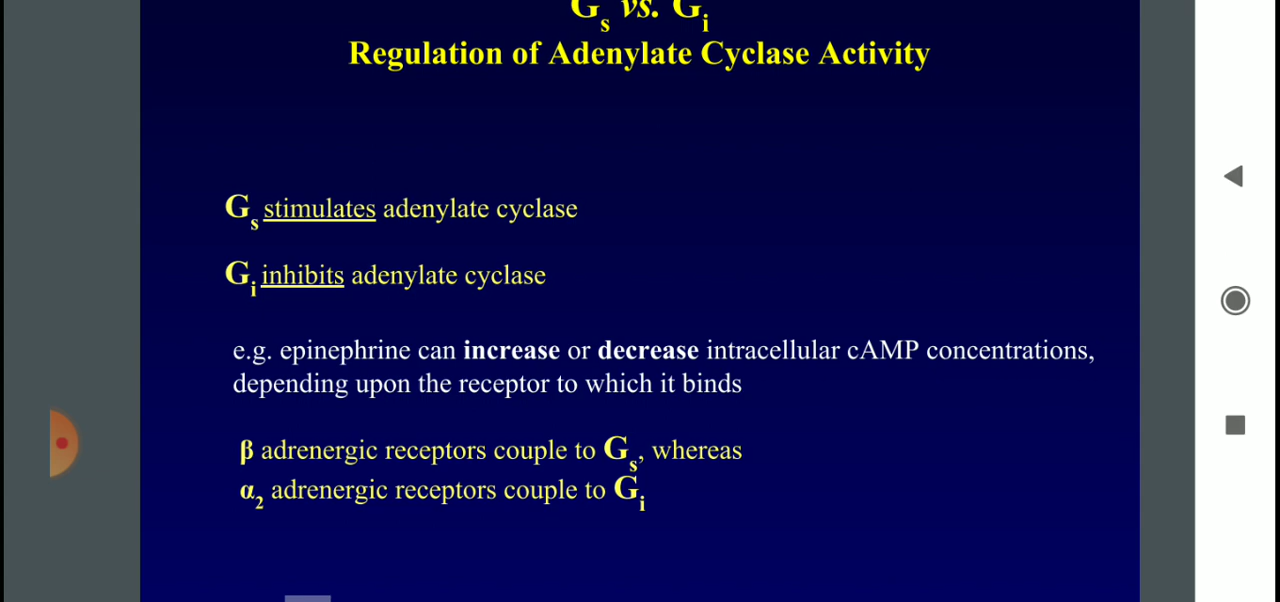 Gs vs. Gi
Regulation of Adenylate Cyclase Activity
Gs stimulates adenylate cyclase
Gi inhibits adenylate cyclase
e.g. epinephrine can increase or decrease intracellular cAMP concentrations,
depending upon the receptor to which it binds
β adrenergic receptors couple to Gs, whereas
α2 adrenergic receptors couple to Gi